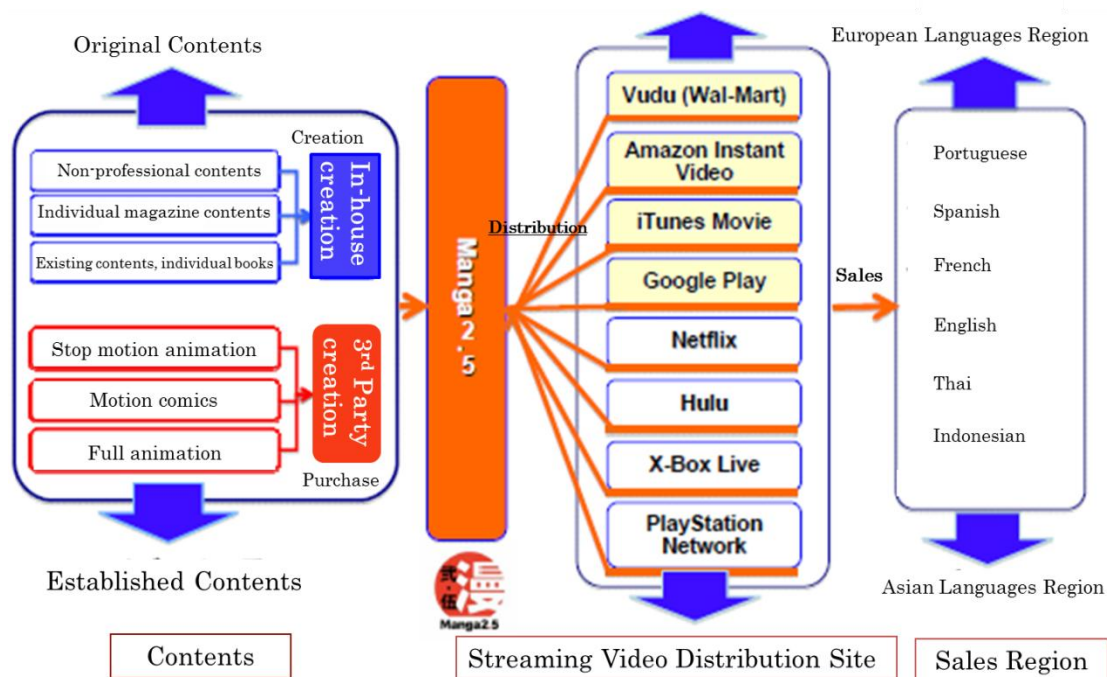 Original Contents
Creation
Non-professional contents
Individual magazine contents
Existing contents, individual books
In-house
creation
Stop motion animation
Motion comics
Full animation
3rd Party
creation
Purchase
Established Contents
Contents
Manga2.5
弐・伍
漫
Manga2.5
Distribution
Vudu (Wal-Mart)
Amazon Instant
Video
iTunes Movie
Google Play
Netflix
Hulu
X-Box Live
PlayStation
Network
Streaming Video Distribution Site
Sales
European Languages Region
Portuguese
Spanish
French
English
Thai
Indonesian
Asian Languages Region
Sales Region